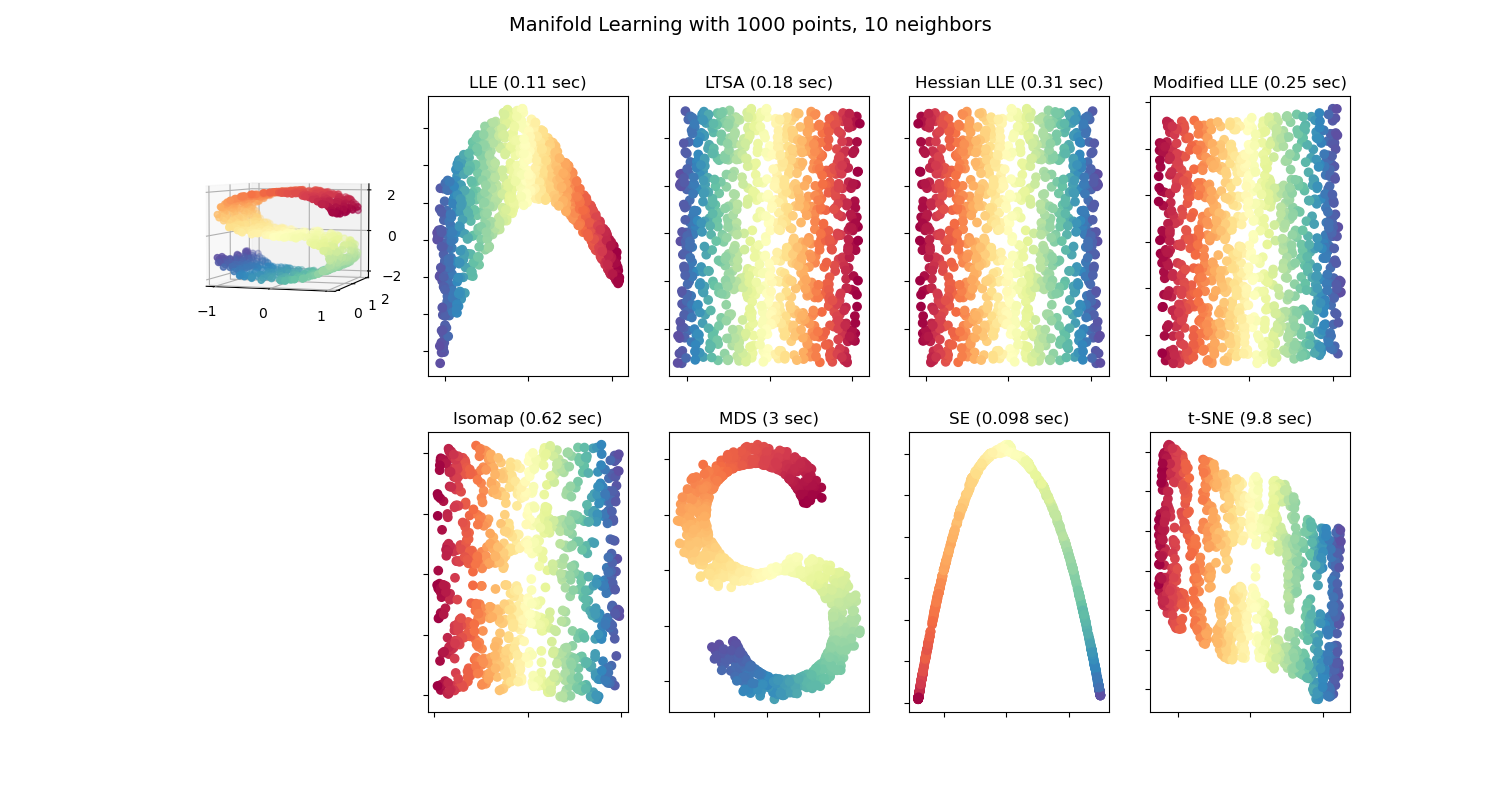 Manifold Learning with 1000 points, 10 neighbors
LLE (0.11 sec)
LTSA (0.18 sec)
Hessian LLE (0.31 sec)
Modified LLE (0.25 sec)
2
0
−2
−1
0
1
0
1
2
Isomap (0.62 sec)
MDS (3 sec)
SE (0.098 sec)
t-SNE (9.8 sec)